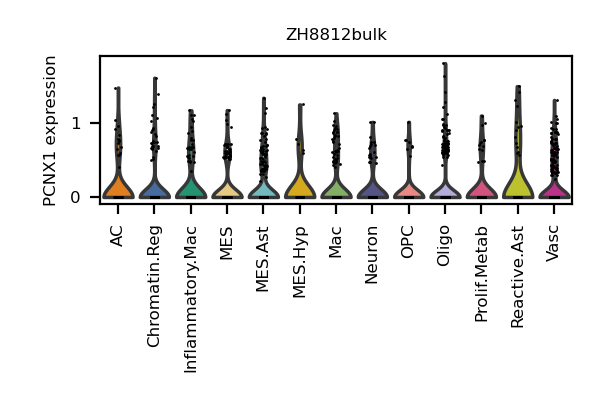 ZH8812bulk
PCNX1 expression
1
0
AC
Chromatin.Reg
Inflammatory.Mac
MES
MES.Ast
MES.Hyp
Mac
Neuron
OPC
Oligo
Prolif.Metab
Reactive.Ast
Vasc